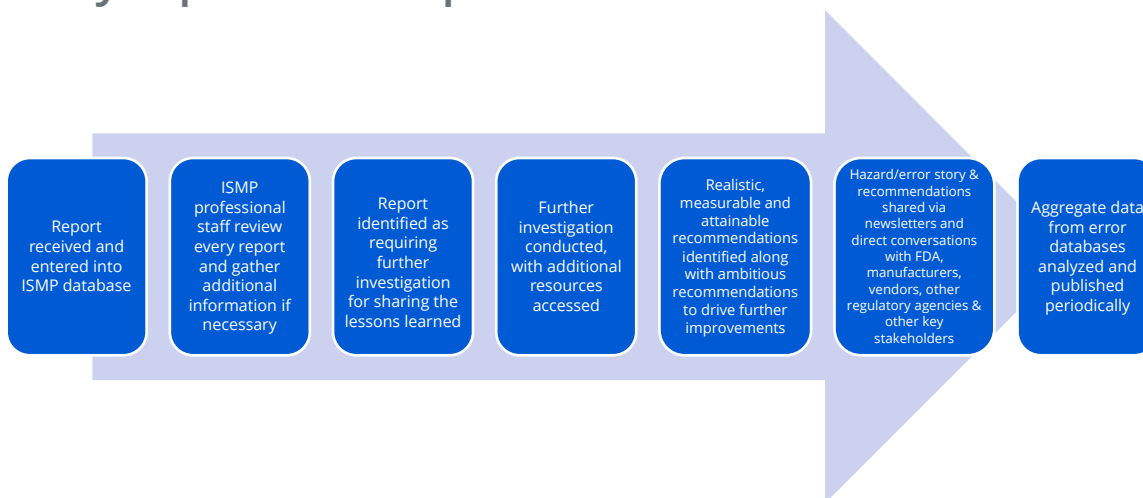 Report
received and
entered into
ISMP database
ISMP
professional
staff review
every report
and gather
additional
information if
necessary
Report
identified as
requiring
further
investigation
for sharing the
lessons learned
Further
investigation
conducted,
with additional
resources
accessed
Realistic,
measurable and
attainable
recommendations
identified along
with ambitious
recommendations
to drive further
improvements
Hazard/error story &
recommendations
shared via
newsletters and
direct conversations
with FDA,
manufacturers,
vendors, other
regulatory agencies &
other key
stakeholders
Aggregate data
from error
databases
analyzed and
published
periodically